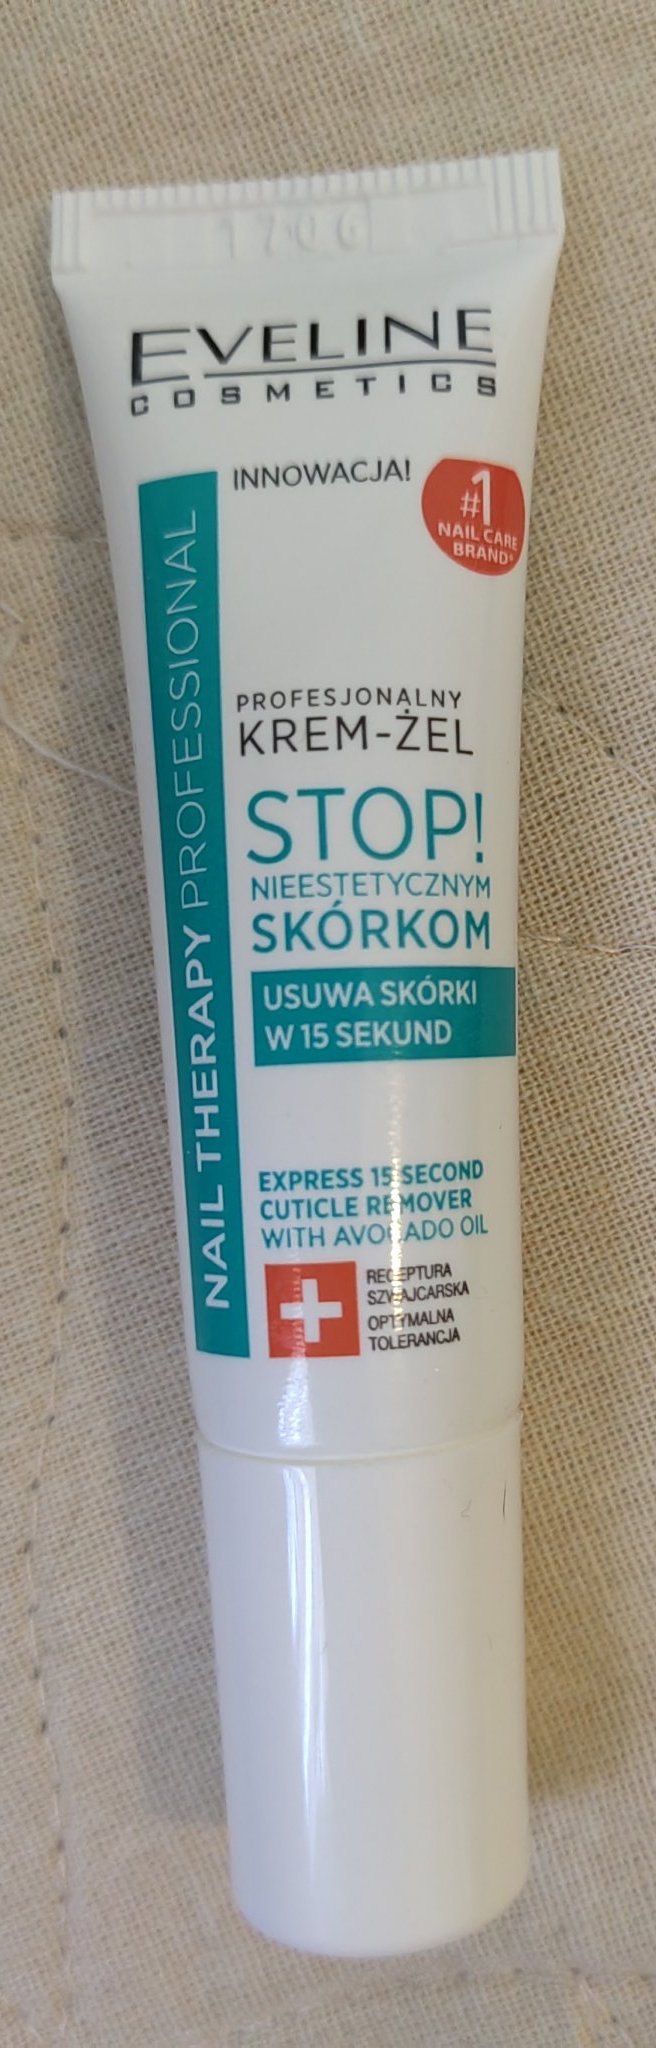 1706
EVELINE
COSMETICS
INNOWACJA!
#1
NAIL CARE
BRAND*
NAIL THERAPY PROFESSIONAL
PROFESJONALNY
KREM-ŻEL
STOP!
NIEESTETYCZNYM
SKÓRKOM
USUWA SKÓRKI
W 15 SEKUND
EXPRESS 15 SECOND
CUTICLE REMOVER
WITH AVOCADO OIL
RECEPTURA
SZWAJCARSKA
OPTYMALNA
TOLERANCJA